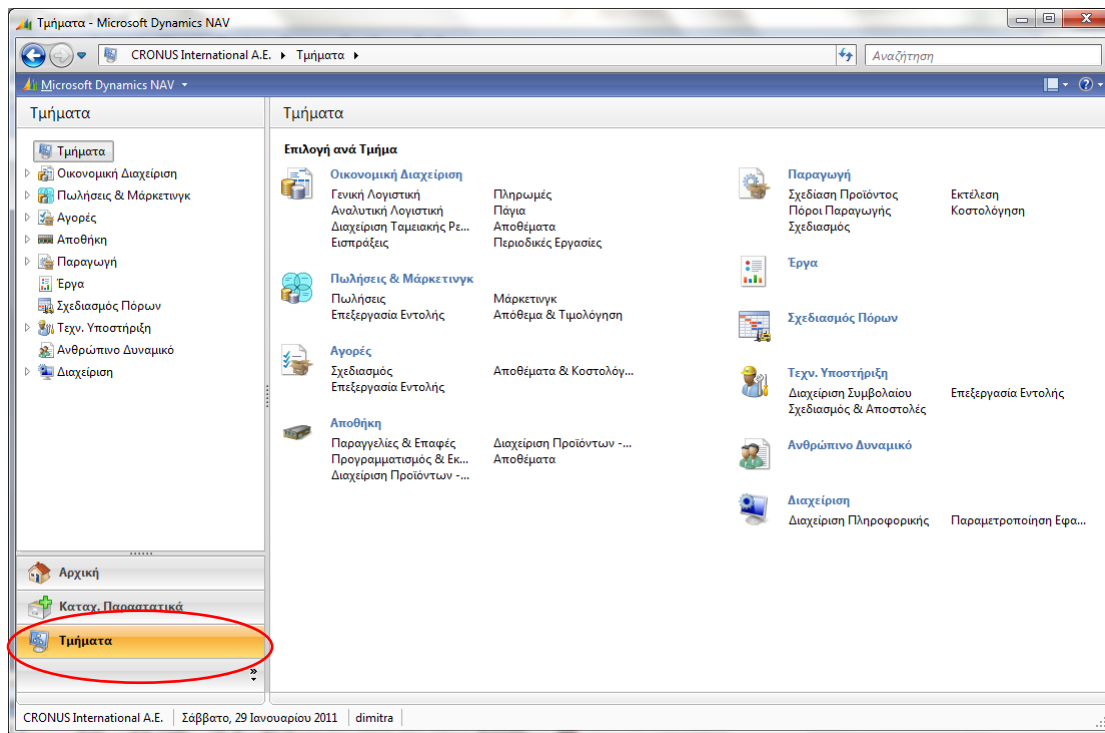 Τμήματα - Microsoft Dynamics NAV
CRONUS International A.E. Τμήματα
Αναζήτηση
Microsoft Dynamics NAV
Τμήματα
Τμήματα
Οικονομική Διαχείριση
Πωλήσεις & Μάρκετινγκ
Αγορές
Αποθήκη
Παραγωγή
Έργα
Σχεδιασμός Πόρων
Τεχν. Υποστήριξη
Ανθρώπινο Δυναμικό
Διαχείριση
Αρχική
Καταχ. Παραστατικά
Τμήματα
Τμήματα
Επιλογή ανά Τμήμα
Οικονομική Διαχείριση
Γενική Λογιστική Πληρωμές
Αναλυτική Λογιστική Πάγια
Διαχείριση Ταμειακής Ρε... Αποθέματα
Εισπράξεις Περιοδικές Εργασίες
Πωλήσεις & Μάρκετινγκ
Πωλήσεις Μάρκετινγκ
Επεξεργασία Εντολής Απόθεμα & Τιμολόγηση
Αγορές
Σχεδιασμός Αποθέματα & Κοστολόγ...
Επεξεργασία Εντολής
Αποθήκη
Παραγγελίες & Επαφές Διαχείριση Προϊόντων -...
Προγραμματισμός & Εκ... Αποθέματα
Διαχείριση Προϊόντων -...
Παραγωγή
Σχεδίαση Προϊόντος Εκτέλεση
Πόροι Παραγωγής Κοστολόγηση
Σχεδιασμός
Έργα
Σχεδιασμός Πόρων
Τεχν. Υποστήριξη
Διαχείριση Συμβολαίου Επεξεργασία Εντολής
Σχεδιασμός & Αποστολές
Ανθρώπινο Δυναμικό
Διαχείριση
Διαχείριση Πληροφορικής Παραμετροποίηση Εφα...
CRONUS International A.E. Σάββατο, 29 Ιανουαρίου 2011 dimitra